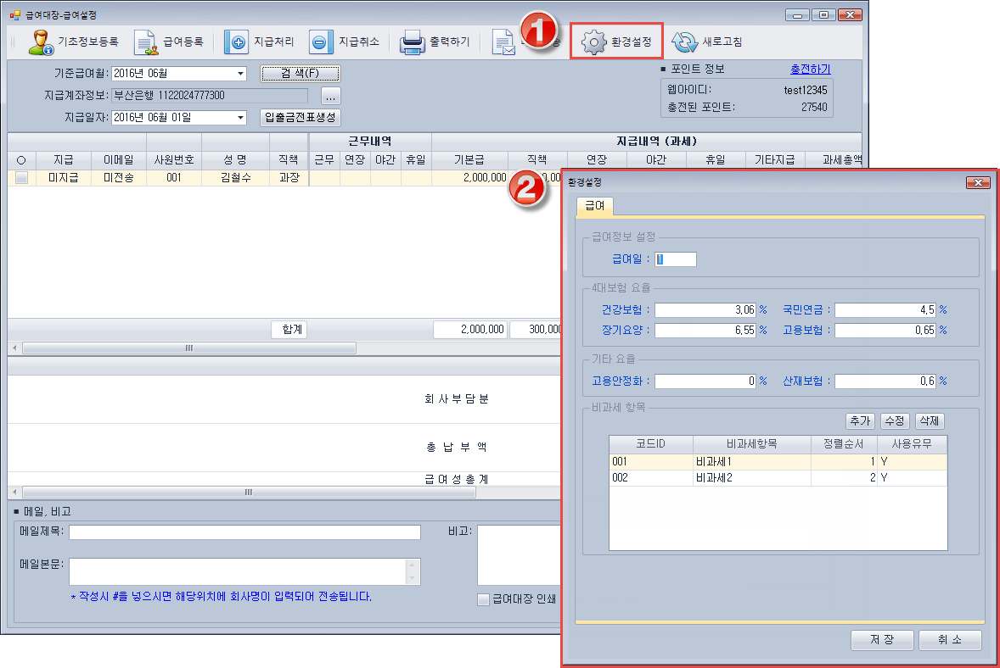 급여대장-급여설정
기초정보등록 급여등록 지급처리 지급취소 출력하기 1 환경설정 새로고침
기준급여월: 2016년 06월 검 색(F)
지급계좌정보: 부산은행 1122024777300 ...
지급일자: 2016년 06월 01일 입출금전표생성
■ 포인트 정보 충전하기
웹아이디: test12345
충전된 포인트: 27540
근무내역 지급내역 (과세)
지급 이메일 사원번호 성 명 직책 근무 연장 야간 휴일 기본급 직책 연장 야간 휴일 기타지급 과세총액
미지급 미전송 001 김철수 과장 2,000,000
합계 2,000,000 300,000
회 사 부 담 분
총 납 부 액
급 여 성 총 계
■ 메일, 비고
메일제목:
비고:
메일본문:
* 작성시 #을 넣으시면 해당위치에 회사명이 입력되어 전송됩니다.
급여대장 인쇄
2
환경설정
급여
급여정보 설정
급여일 : 1
4대보험 요율
건강보험 : 3.06 % 국민연금 : 4.5 %
장기요양 : 6.55 % 고용보험 : 0.65 %
기타 요율
고용안정화 : 0 % 산재보험 : 0.6 %
비과세 항목
추가 수정 삭제
코드ID 비과세항목 정렬순서 사용유무
001 비과세1 1 Y
002 비과세2 2 Y
저 장 취 소